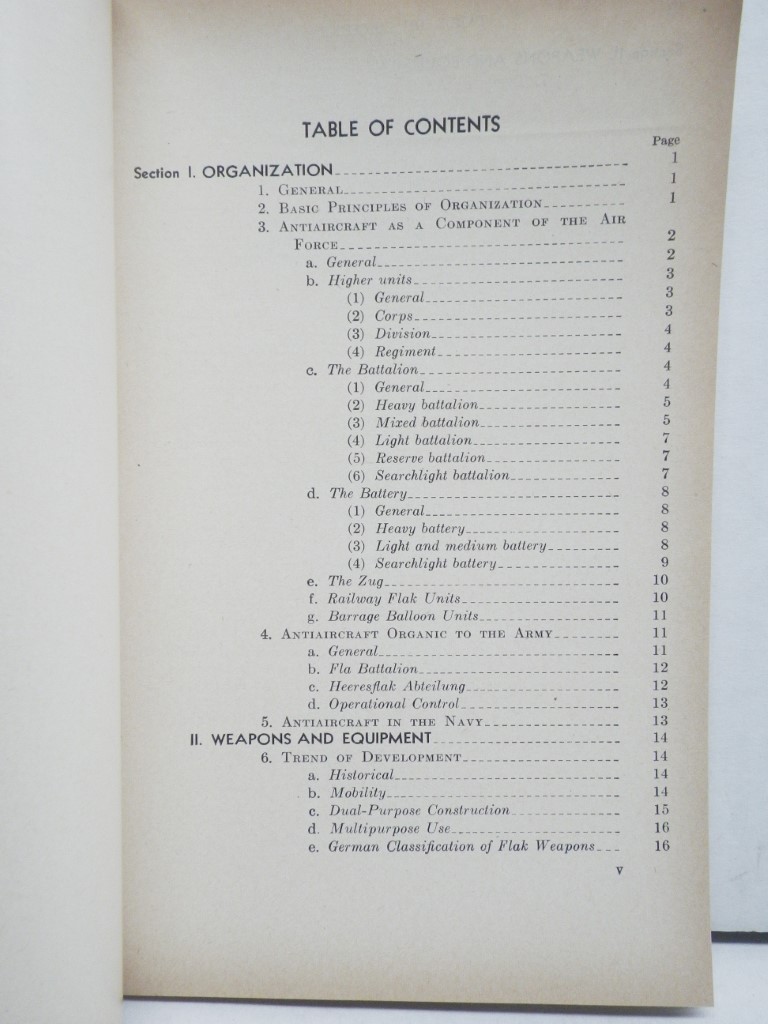 TABLE OF CONTENTS
Page
Section I. ORGANIZATION 1
1. GENERAL 1
2. BASIC PRINCIPLES OF ORGANIZATION 1
3. ANTIAIRCRAFT AS A COMPONENT OF THE AIR
FORCE 2
a. General 2
b. Higher units 3
(1) General 3
(2) Corps 3
(3) Division 4
(4) Regiment 4
c. The Battalion 4
(1) General 4
(2) Heavy battalion 5
(3) Mixed battalion 5
(4) Light battalion 7
(5) Reserve battalion 7
(6) Searchlight battalion 7
d. The Battery 8
(1) General 8
(2) Heavy battery 8
(3) Light and medium battery 8
(4) Searchlight battery 9
e. The Zug 10
f. Railway Flak Units 10
g. Barrage Balloon Units 11
4. ANTIAIRCRAFT ORGANIC TO THE ARMY 11
a. General 11
b. Fla Battalion 12
c. Heeresflak Abteilung 12
d. Operational Control 13
5. ANTIAIRCRAFT IN THE NAVY 13
II. WEAPONS AND EQUIPMENT 14
6. TREND OF DEVELOPMENT 14
a. Historical 14
b. Mobility 14
c. Dual-Purpose Construction 15
d. Multipurpose Use 16
e. German Classification of Flak Weapons 16
V